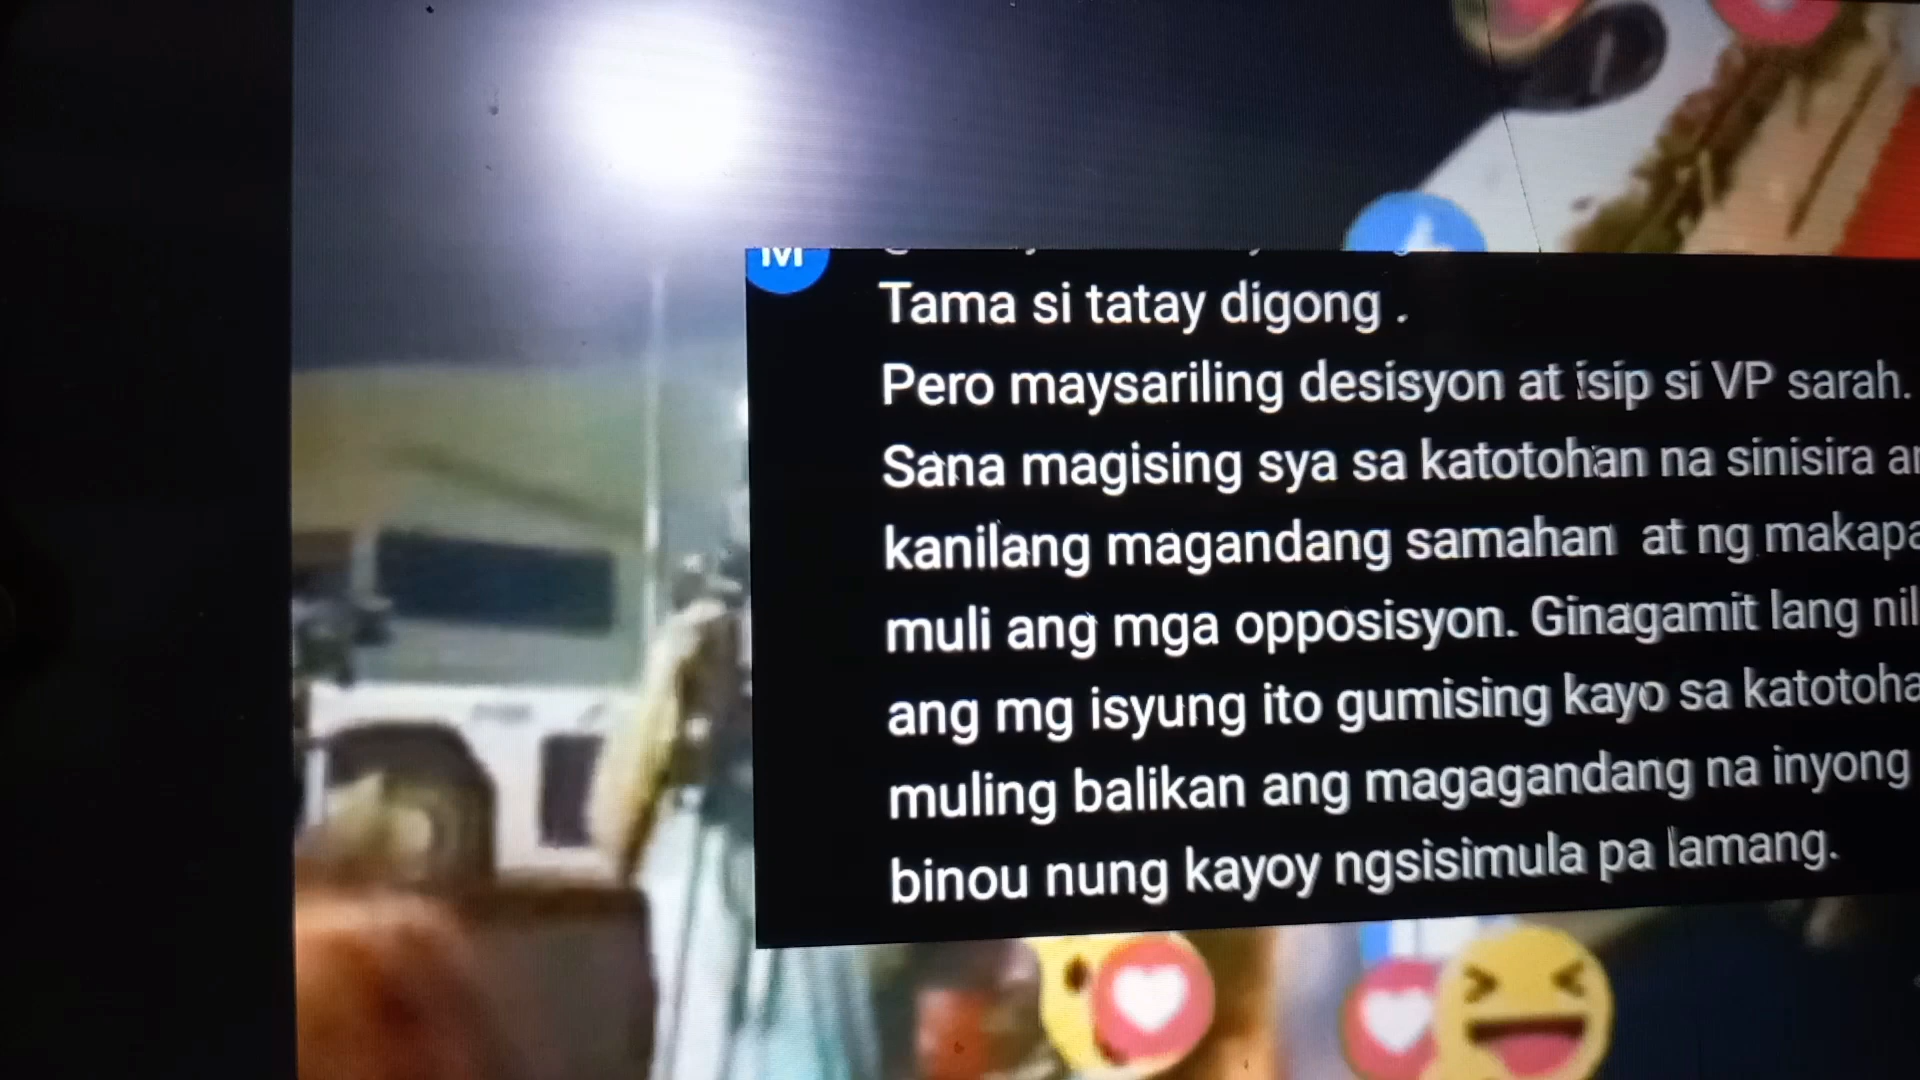 M
Tama si tatay digong .
Pero maysariling desisyon at isip si VP sarah.
Sana magising sya sa katotohan na sinisira
kanilang magandang samahan at ng
muli ang mga opposisyon. Ginagamit lang
ang mg isyung ito gumising kayo sa
muling balikan ang magagandang na inyong
binou nung kayoy ngsisimula pa lamang.